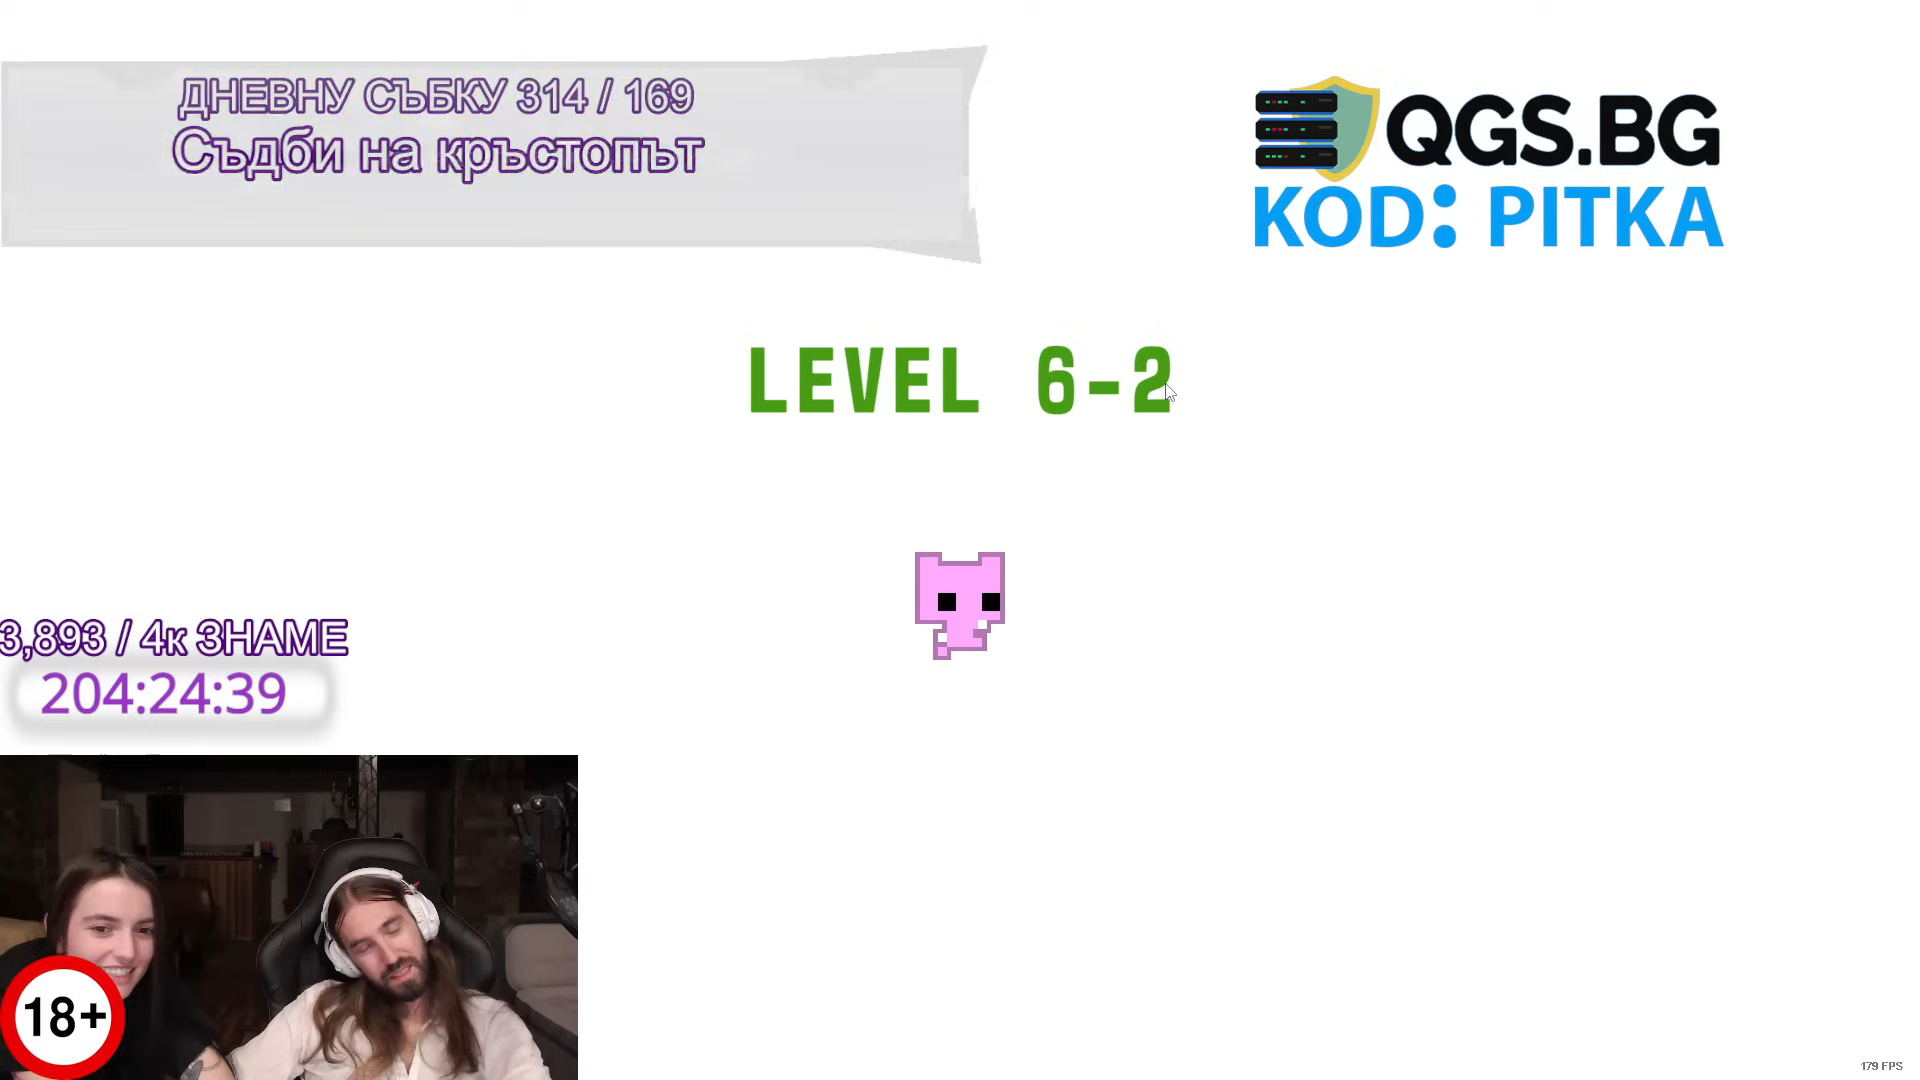 ДНЕВНУ СЪБКУ 314 / 169
Съдби на кръстопът
QGS.BG
KOD: PITKA
LEVEL 6-2
3,893 / 4к ЗНАМЕ
204:24:39
18+
179 FPS